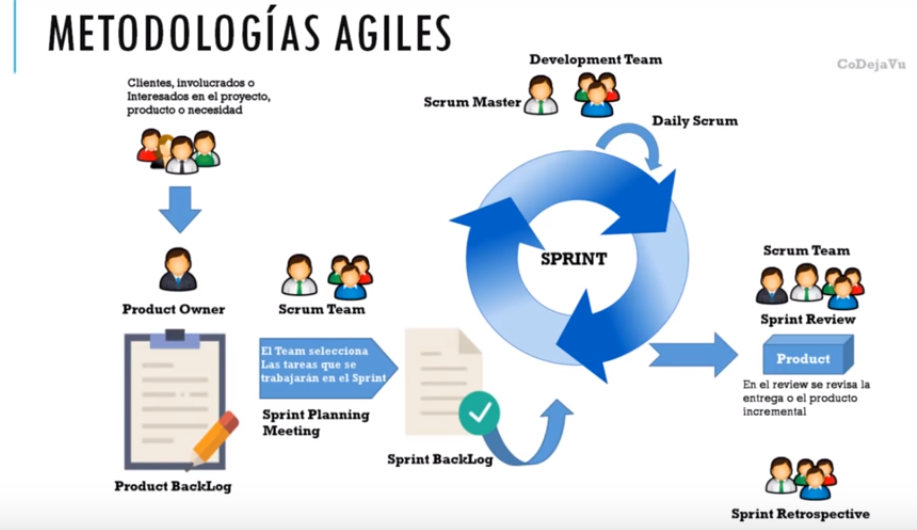 METODOLOGÍAS AGILES
CoDejaVu
Clientes, involucrados o
Interesados en el proyecto,
producto o necesidad
Product Owner
Product BackLog
Scrum Team
El Team selecciona
Las tareas que se
trabajarán en el Sprint
Sprint Planning
Meeting
Sprint BackLog
Development Team
Scrum Master
Daily Scrum
SPRINT
Scrum Team
Sprint Review
Product
En el review se revisa la
entrega o el producto
incremental
Sprint Retrospective